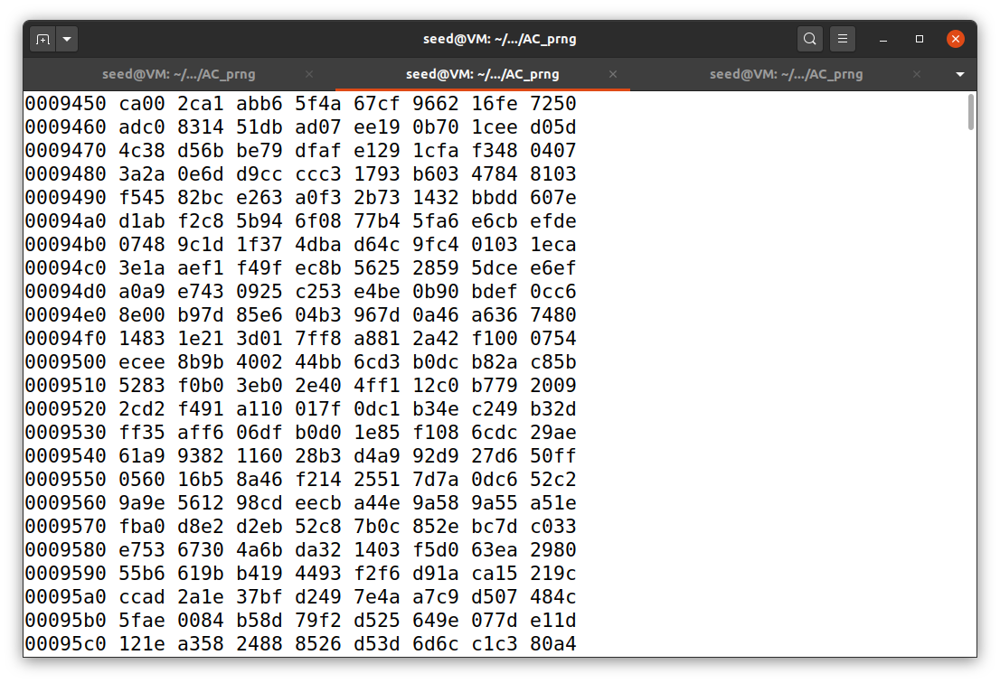 seed@VM: ~/.../AC_prng
seed@VM: ~/.../AC_prng seed@VM: ~/.../AC_prng seed@VM: ~/.../AC_prng
0009450 ca00 2ca1 abb6 5f4a 67cf 9662 16fe 7250
0009460 adc0 8314 51db ad07 ee19 0b70 1cee d05d
0009470 4c38 d56b be79 dfaf e129 1cfa f348 0407
0009480 3a2a 0e6d d9cc ccc3 1793 b603 4784 8103
0009490 f545 82bc e263 a0f3 2b73 1432 bbdd 607e
00094a0 d1ab f2c8 5b94 6f08 77b4 5fa6 e6cb efde
00094b0 0748 9c1d 1f37 4dba d64c 9fc4 0103 1eca
00094c0 3e1a aef1 f49f ec8b 5625 2859 5dce e6ef
00094d0 a0a9 e743 0925 c253 e4be 0b90 bdef 0cc6
00094e0 8e00 b97d 85e6 04b3 967d 0a46 a636 7480
00094f0 1483 1e21 3d01 7ff8 a881 2a42 f100 0754
0009500 ecee 8b9b 4002 44bb 6cd3 b0dc b82a c85b
0009510 5283 f0b0 3eb0 2e40 4ff1 12c0 b779 2009
0009520 2cd2 f491 a110 017f 0dc1 b34e c249 b32d
0009530 ff35 aff6 06df b0d0 1e85 f108 6cdc 29ae
0009540 61a9 9382 1160 28b3 d4a9 92d9 27d6 50ff
0009550 0560 16b5 8a46 f214 2551 7d7a 0dc6 52c2
0009560 9a9e 5612 98cd eecb a44e 9a58 9a55 a51e
0009570 fba0 d8e2 d2eb 52c8 7b0c 852e bc7d c033
0009580 e753 6730 4a6b da32 1403 f5d0 63ea 2980
0009590 55b6 619b b419 4493 f2f6 d91a ca15 219c
00095a0 ccad 2a1e 37bf d249 7e4a a7c9 d507 484c
00095b0 5fae 0084 b58d 79f2 d525 649e 077d e11d
00095c0 121e a358 2488 8526 d53d 6d6c c1c3 80a4